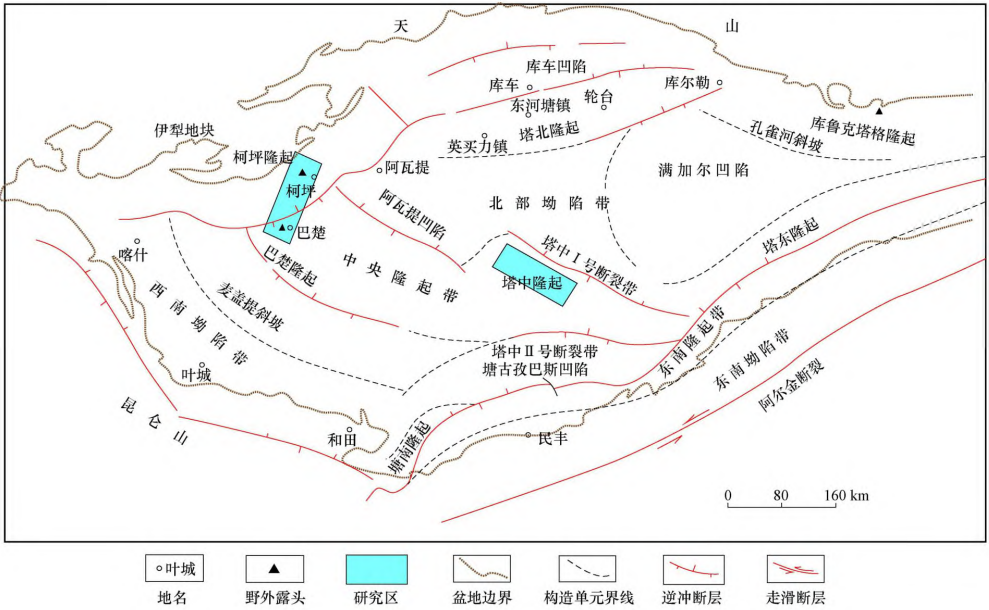 天
山
库车凹陷
库车
库尔勒
轮台
东河塘镇
塔北隆起
英买力镇
库鲁克塔格隆起
孔雀河斜坡
伊犁地块
柯坪隆起
柯坪
阿瓦提
满加尔凹陷
北部坳陷带
阿瓦提凹陷
巴楚
喀什
巴楚隆起
中央隆起带
塔中Ⅰ号断裂带
塔中隆起
塔东隆起
麦盖提斜坡
西南坳陷带
塔中Ⅱ号断裂带
塘古孜巴斯凹陷
东南隆起带
东南坳陷带
阿尔金断裂
叶城
昆仑山
和田
塘南隆起
民丰
0 80 160 km
叶城
地名
野外露头
研究区
盆地边界
构造单元界线
逆冲断层
走滑断层